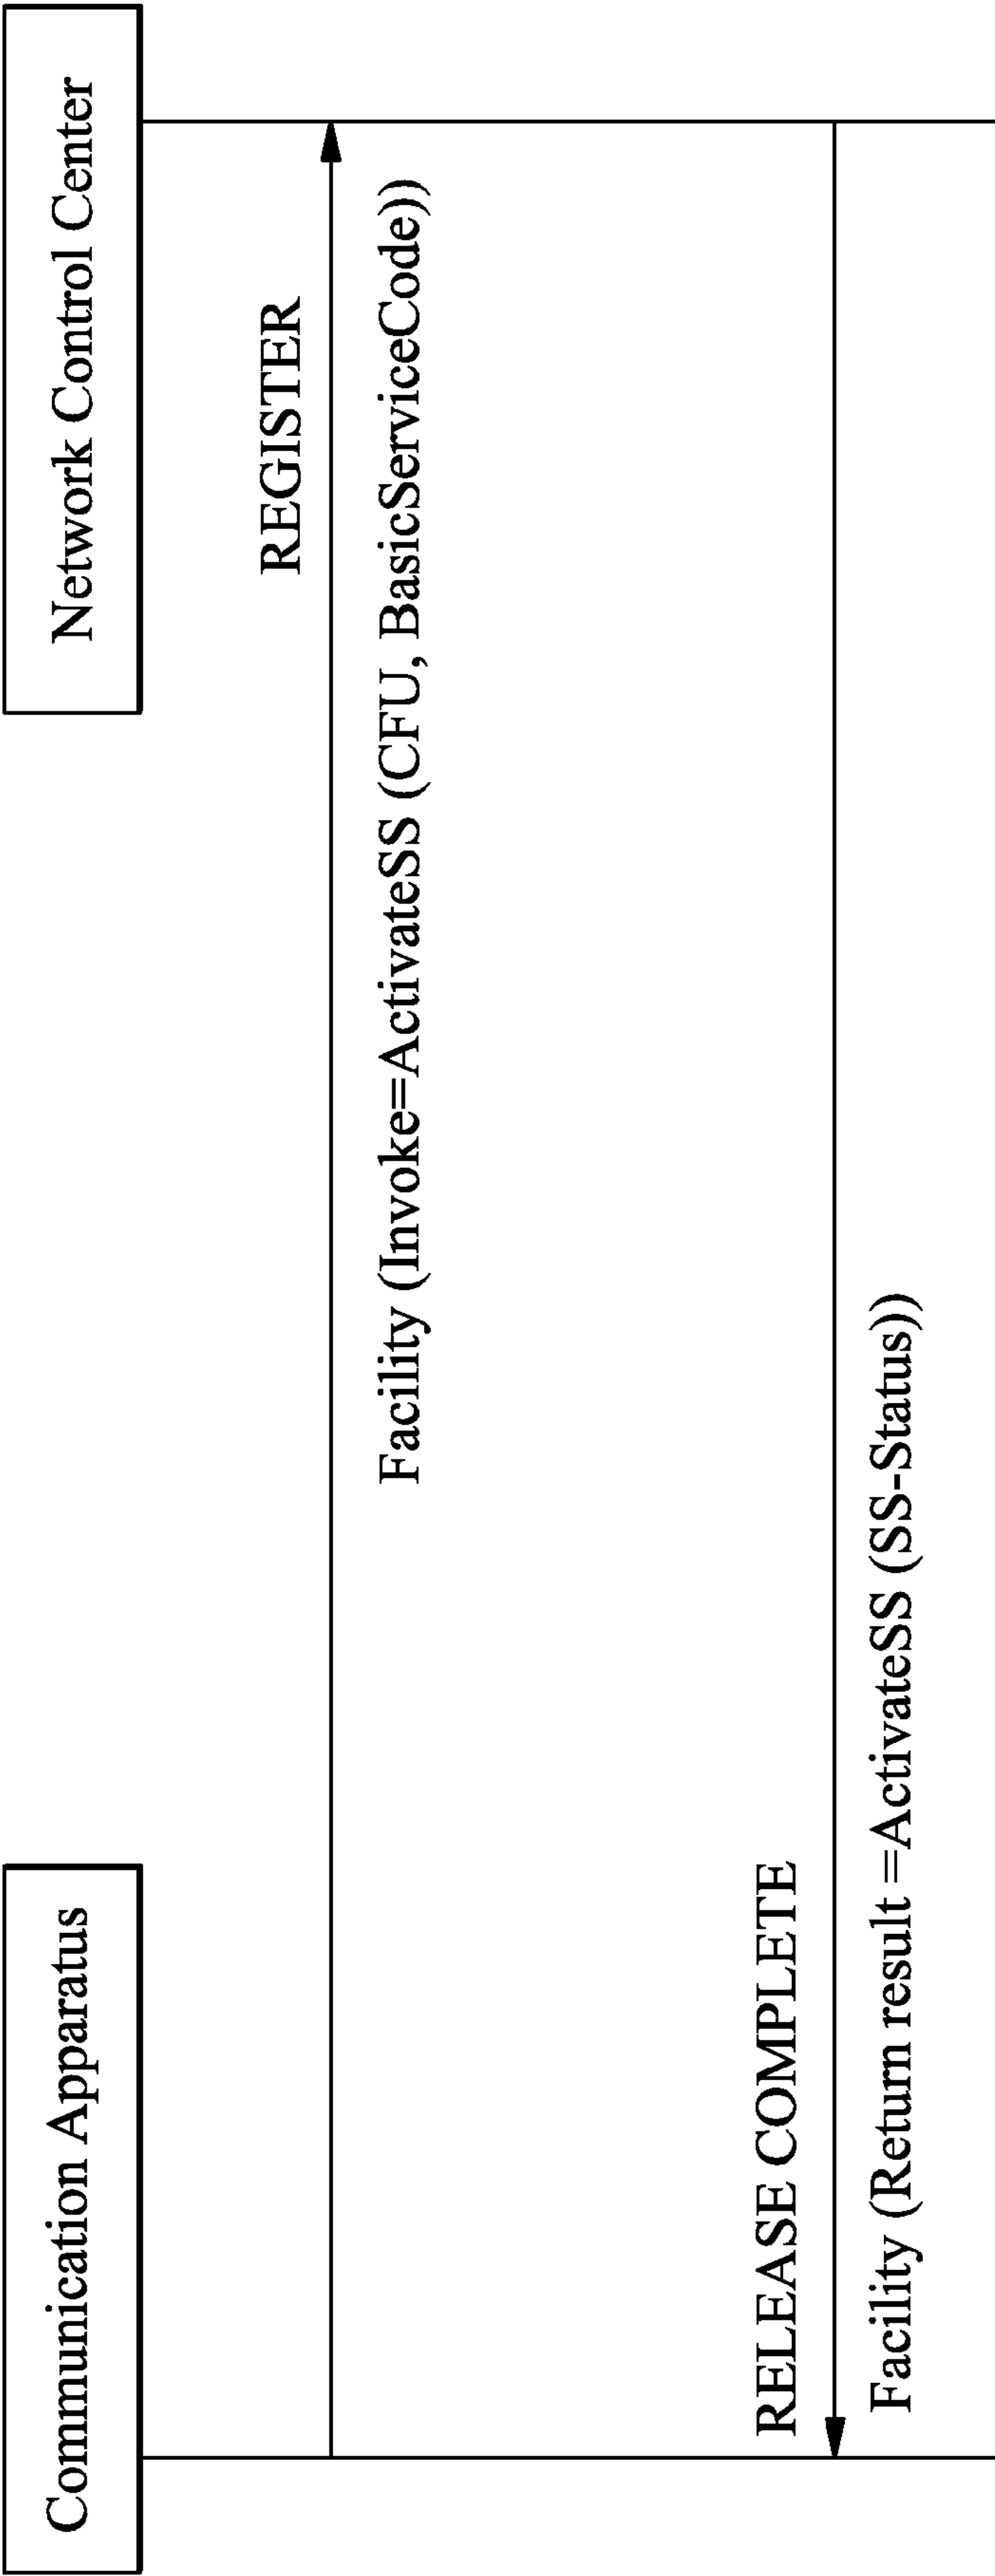 Communication Apparatus
Network Control Center
REGISTER
Facility (Invoke=ActivateSS (CFU, BasicServiceCode))
RELEASE COMPLETE
Facility (Return result =ActivateSS (SS-Status))